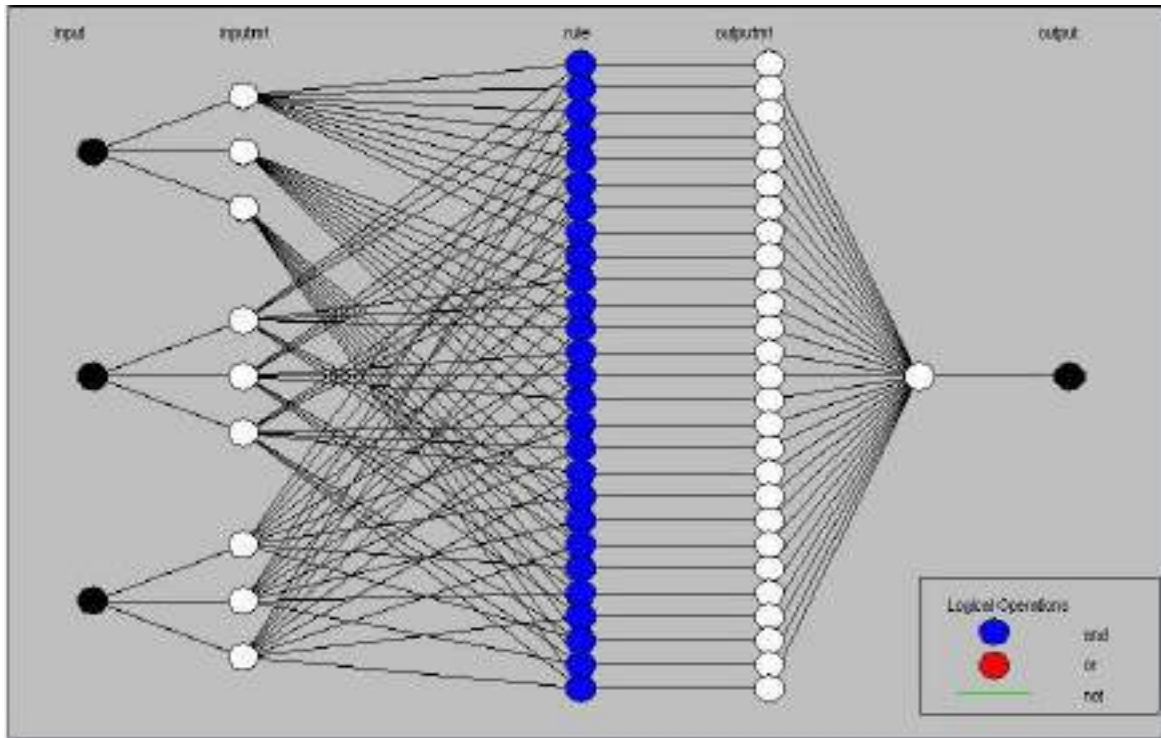 input
inputmf
rule
outputmf
output
Logical Operations
and
or
not